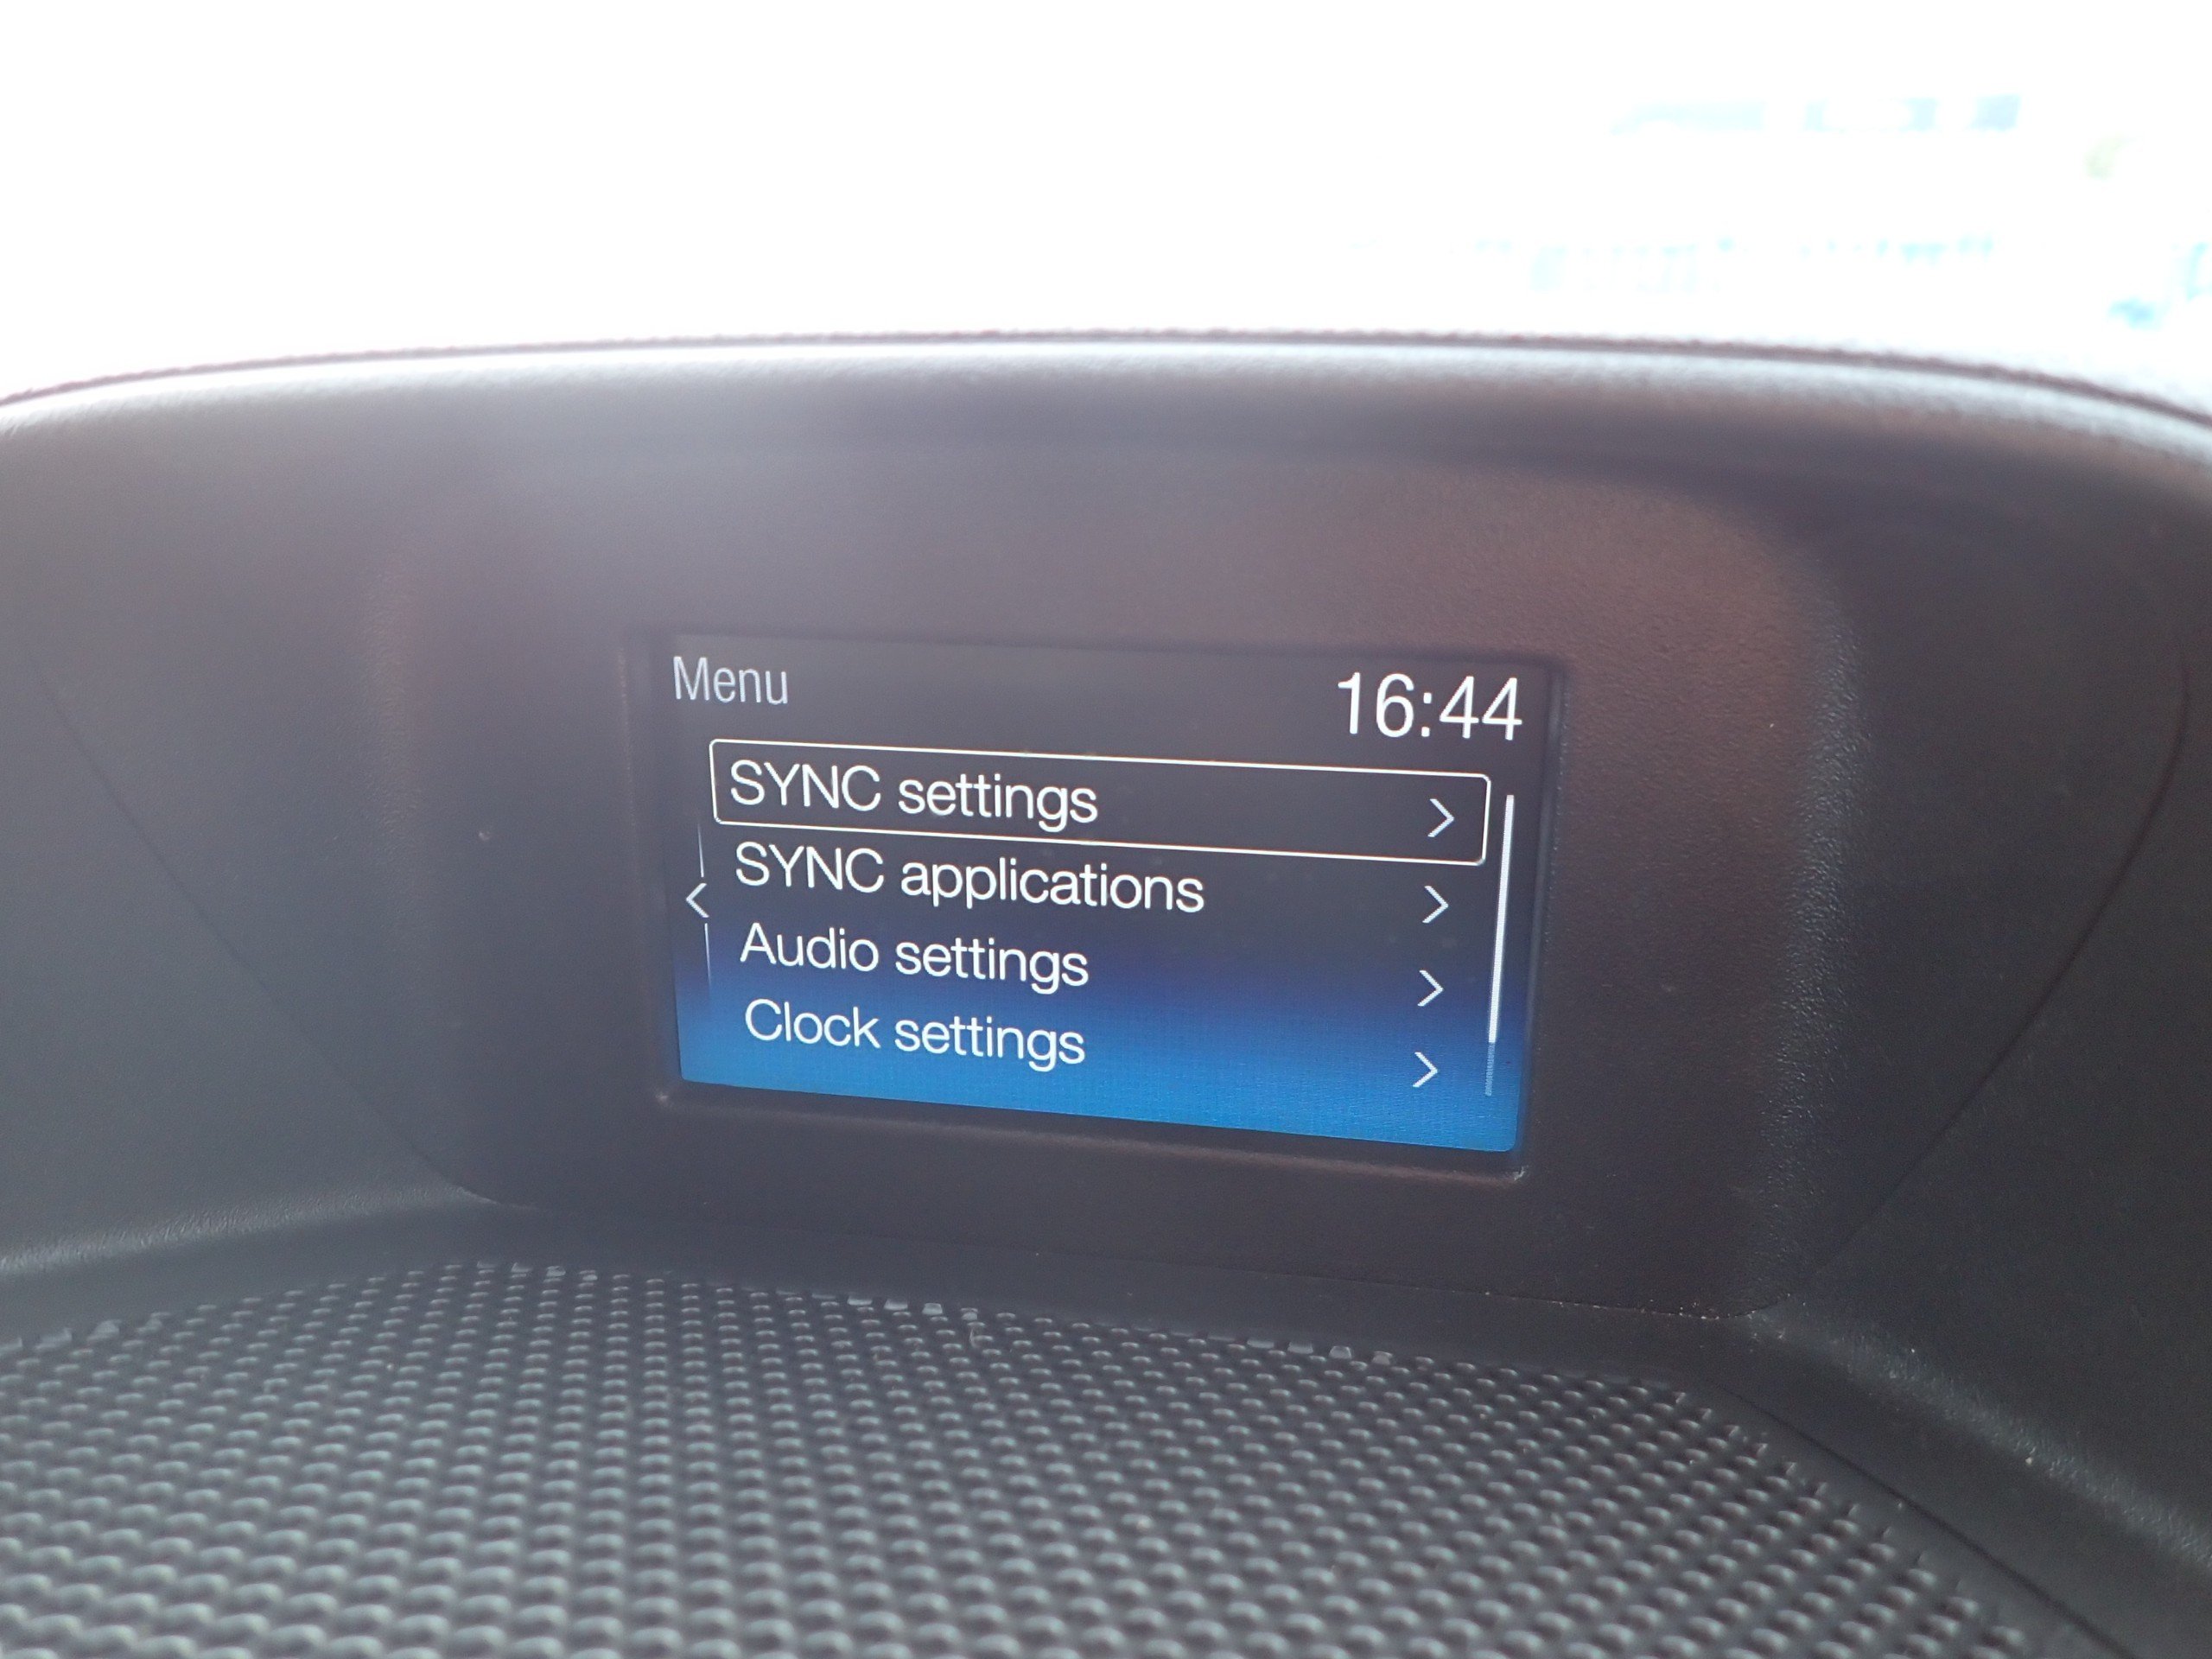 Menu
16:44
SYNC settings
SYNC applications
Audio settings
Clock settings